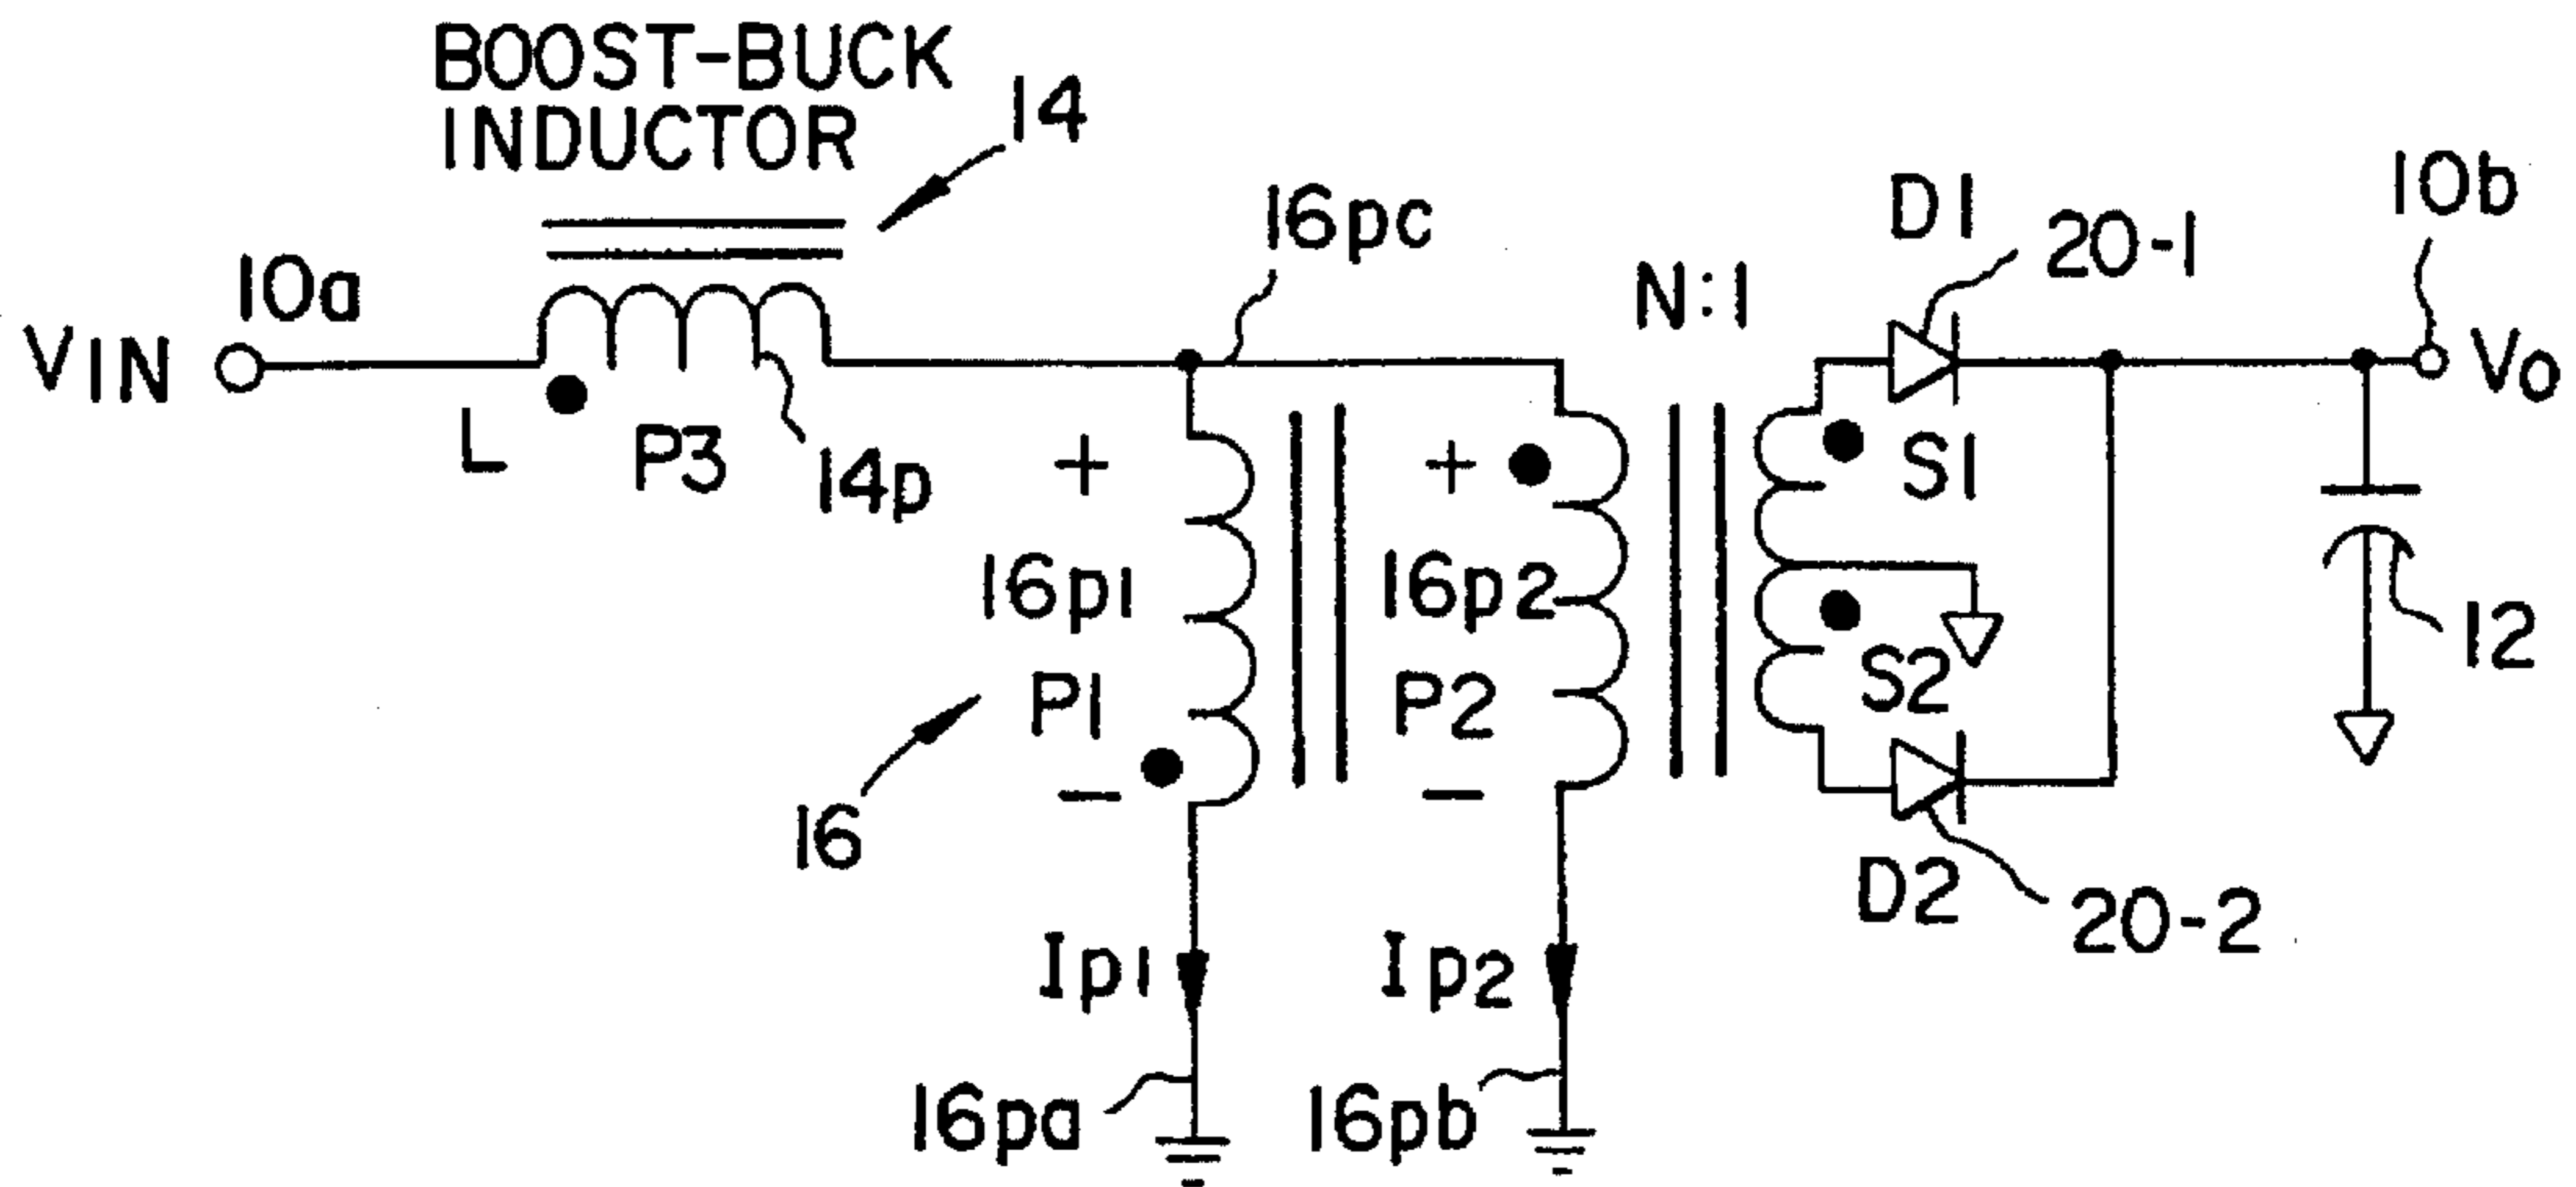 BOOST-BUCK
INDUCTOR
14
10a
VIN
L
P3
14p
16pc
N:1
D1
20-1
10b
Vo
+
16p1
P1
-
16
+
16p2
P2
-
S1
S2
12
D2
20-2
Ip1
Ip2
16pa
16pb